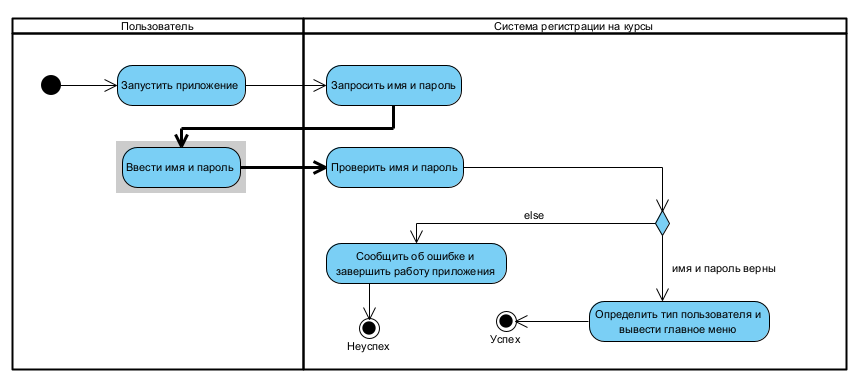 Пользователь
Система регистрации на курсы
Запустить приложение
Запросить имя и пароль
Ввести имя и пароль
Проверить имя и пароль
else
Сообщить об ошибке и
завершить работу приложения
имя и пароль верны
Определить тип пользователя и
вывести главное меню
Успех
Неуспех